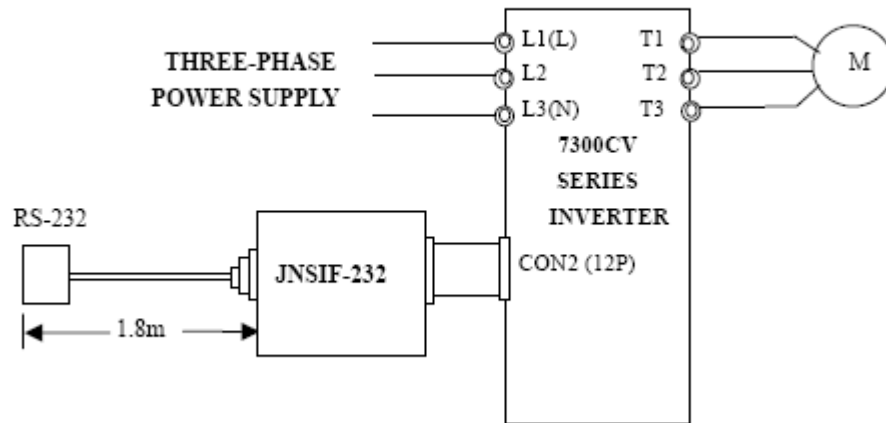 THREE-PHASE
POWER SUPPLY
L1(L)
L2
L3(N)
T1
T2
T3
M
7300CV
SERIES
INVERTER
RS-232
JNSIF-232
CON2 (12P)
1.8m